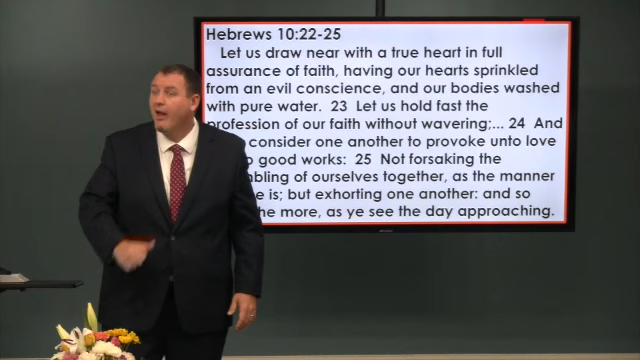 Hebrews 10:22-25
Let us draw near with a true heart in full
assurance of faith, having our hearts sprinkled
from an evil conscience, and our bodies washed
with pure water. 23 Let us hold fast the
profession of our faith without wavering;... 24 And
consider one another to provoke unto love
good works: 25 Not forsaking the
of ourselves together, as the manner
is; but exhorting one another: and so
more, as ye see the day approaching.